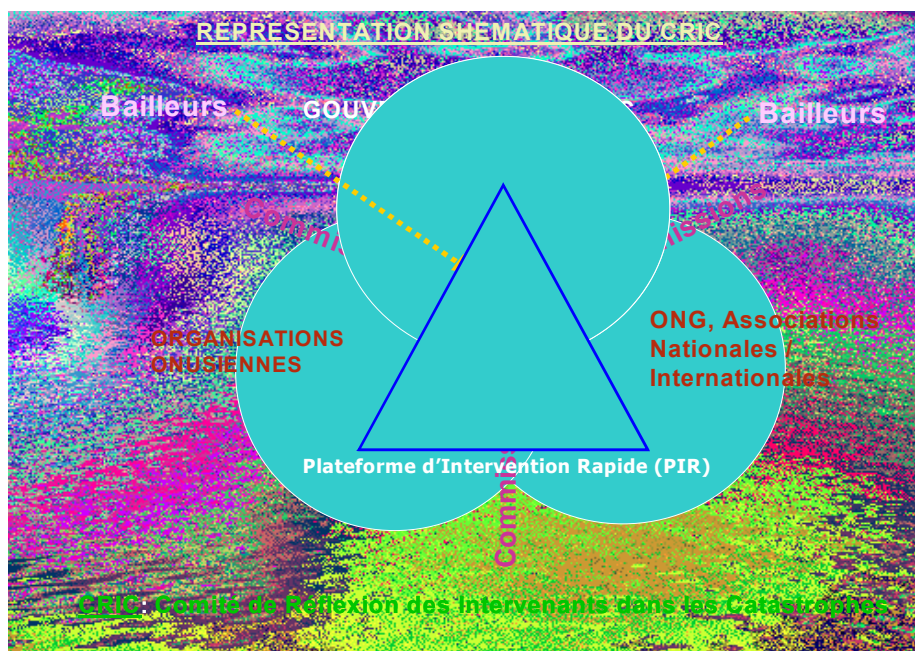 REPRESENTATION SHEMATIQUE DU CRIC
Bailleurs
Bailleurs
ORGANISATIONS
ONUSIENNES
ONG, Associations
Nationales /
Internationales
Plateforme d'Intervention Rapide (PIR)
CRIC: Comité de Réflexion des Intervenants dans les Catastrophes